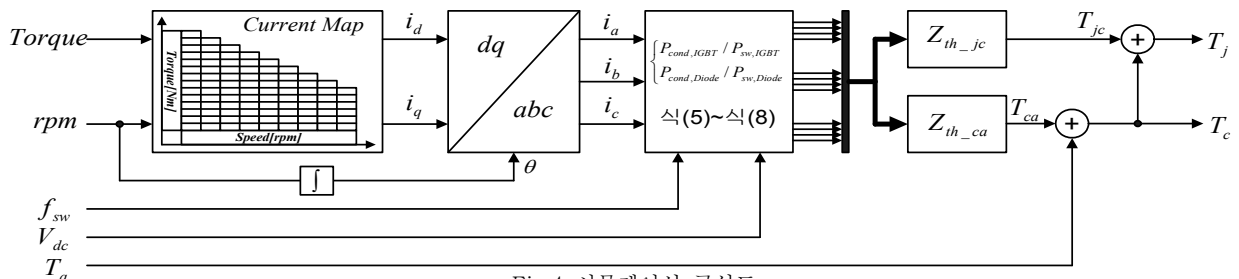 Current Map
Torque
rpm
Torque[Nm]
Speed[rpm]
i_d
i_q
dq
abc
θ
∫
i_a
i_b
i_c
P_cond,IGBT / P_sw,IGBT
P_cond,Diode / P_sw,Diode
식(5)~식(8)
Z_th_jc
Z_th_ca
T_jc
T_ca
+
+
T_j
T_c
f_sw
V_dc
T_a